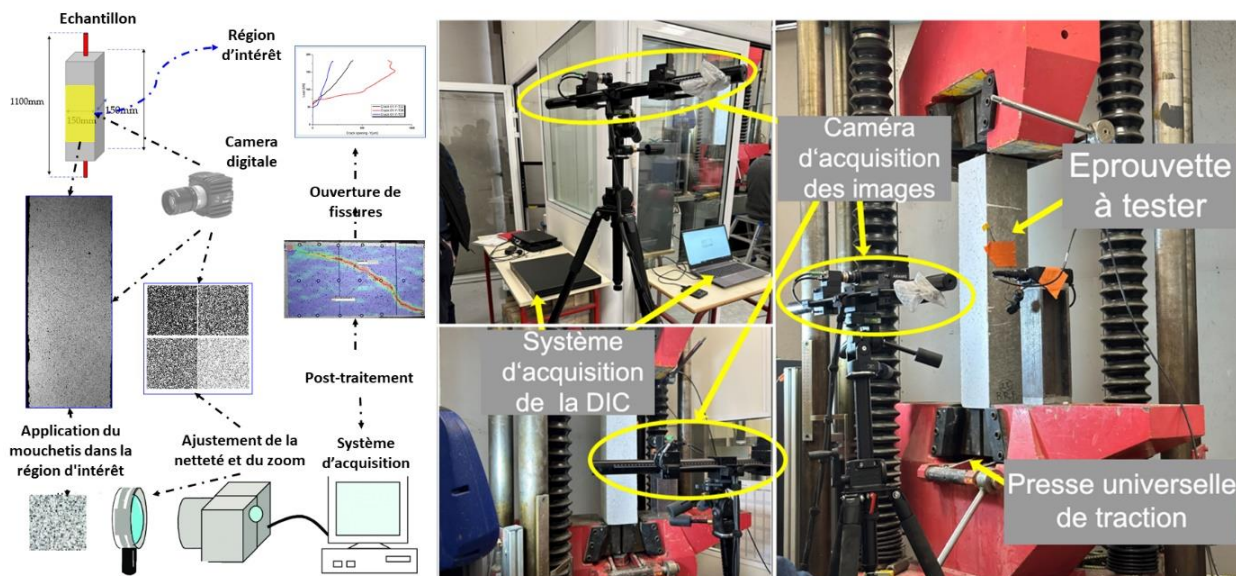 Echantillon
Région
d'intérêt
1100mm
150mm
150mm
Camera
digitale
Ouverture de
fissures
Post-traitement
Application du
mouchetis dans la
région d'intérêt
Ajustement de la
netteté et du zoom
Système
d'acquisition
Caméra
d'acquisition
des images
Système
d'acquisition
de la DIC
Eprouvette
à tester
Presse universelle
de traction